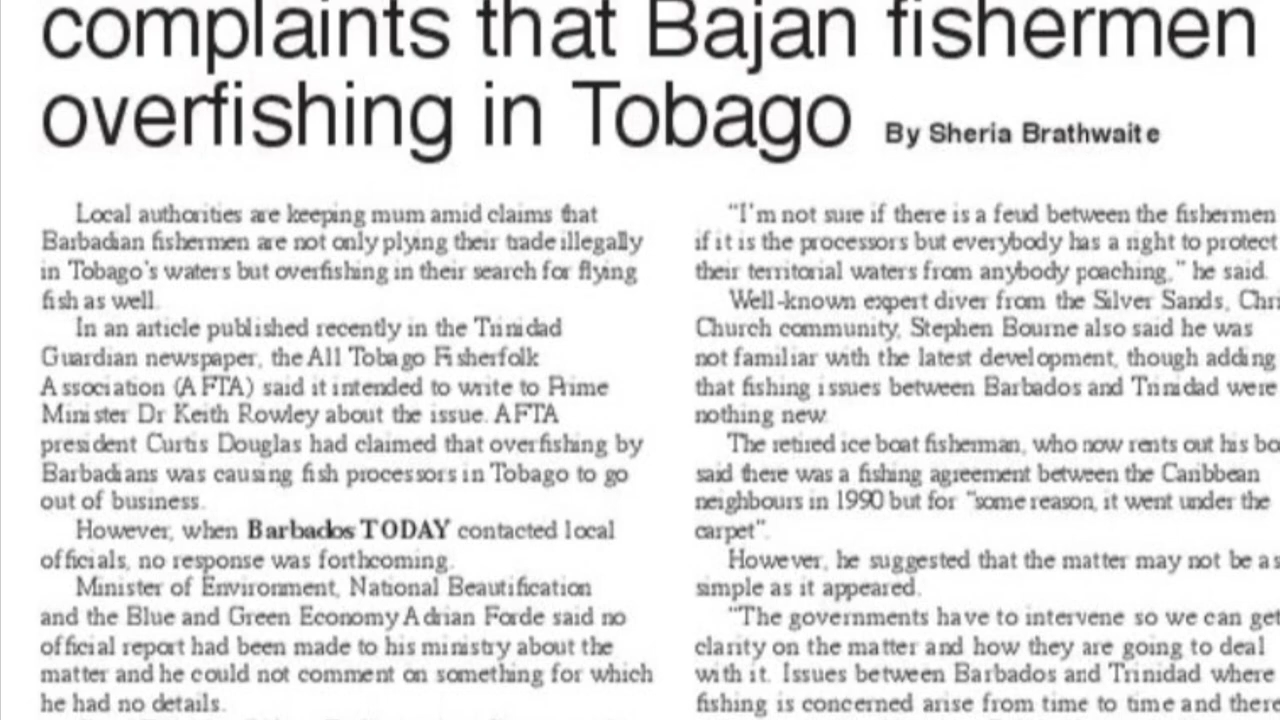 complaints that Bajan fishermen
overfishing in Tobago By Sheria Brathwaite
Local authorities are keeping mum amid claims that
Barbadian fishermen are not only plying their trade illegally
in Tobago's waters but overfishing in their search for flying
fish as well.
In an article published recently in the Trinidad
Guardian newspaper, the All Tobago Fisherfolk
Association (AFTA) said it intended to write to Prime
Minister Dr Keith Rowley about the issue. AFTA
president Curtis Douglas had claimed that overfishing by
Barbadians was causing fish processors in Tobago to go
out of business.
However, when Barbados TODAY contacted local
officials, no response was forthcoming.
Minister of Environment, National Beautification
and the Blue and Green Economy Adrian Forde said no
official report had been made to his ministry about the
matter and he could not comment on something for which
he had no details.
"I'm not sure if there is a feud between the fishermen
if it is the processors but everybody has a right to protect
their territorial waters from anybody poaching," he said.
Well-known expert diver from the Silver Sands,
Church community, Stephen Bourne also said he was
not familiar with the latest development, though adding
that fishing issues between Barbados and Trinidad were
nothing new.
The retired ice boat fisherman, who now rents out his
said there was a fishing agreement between the Caribbean
neighbours in 1990 but for "some reason, it went under the
carpet".
However, he suggested that the matter may not be as
simple as it appeared.
"The governments have to intervene so we can get
clarity on the matter and how they are going to deal
with it. Issues between Barbados and Trinidad where
fishing is concerned arise from time to time and there